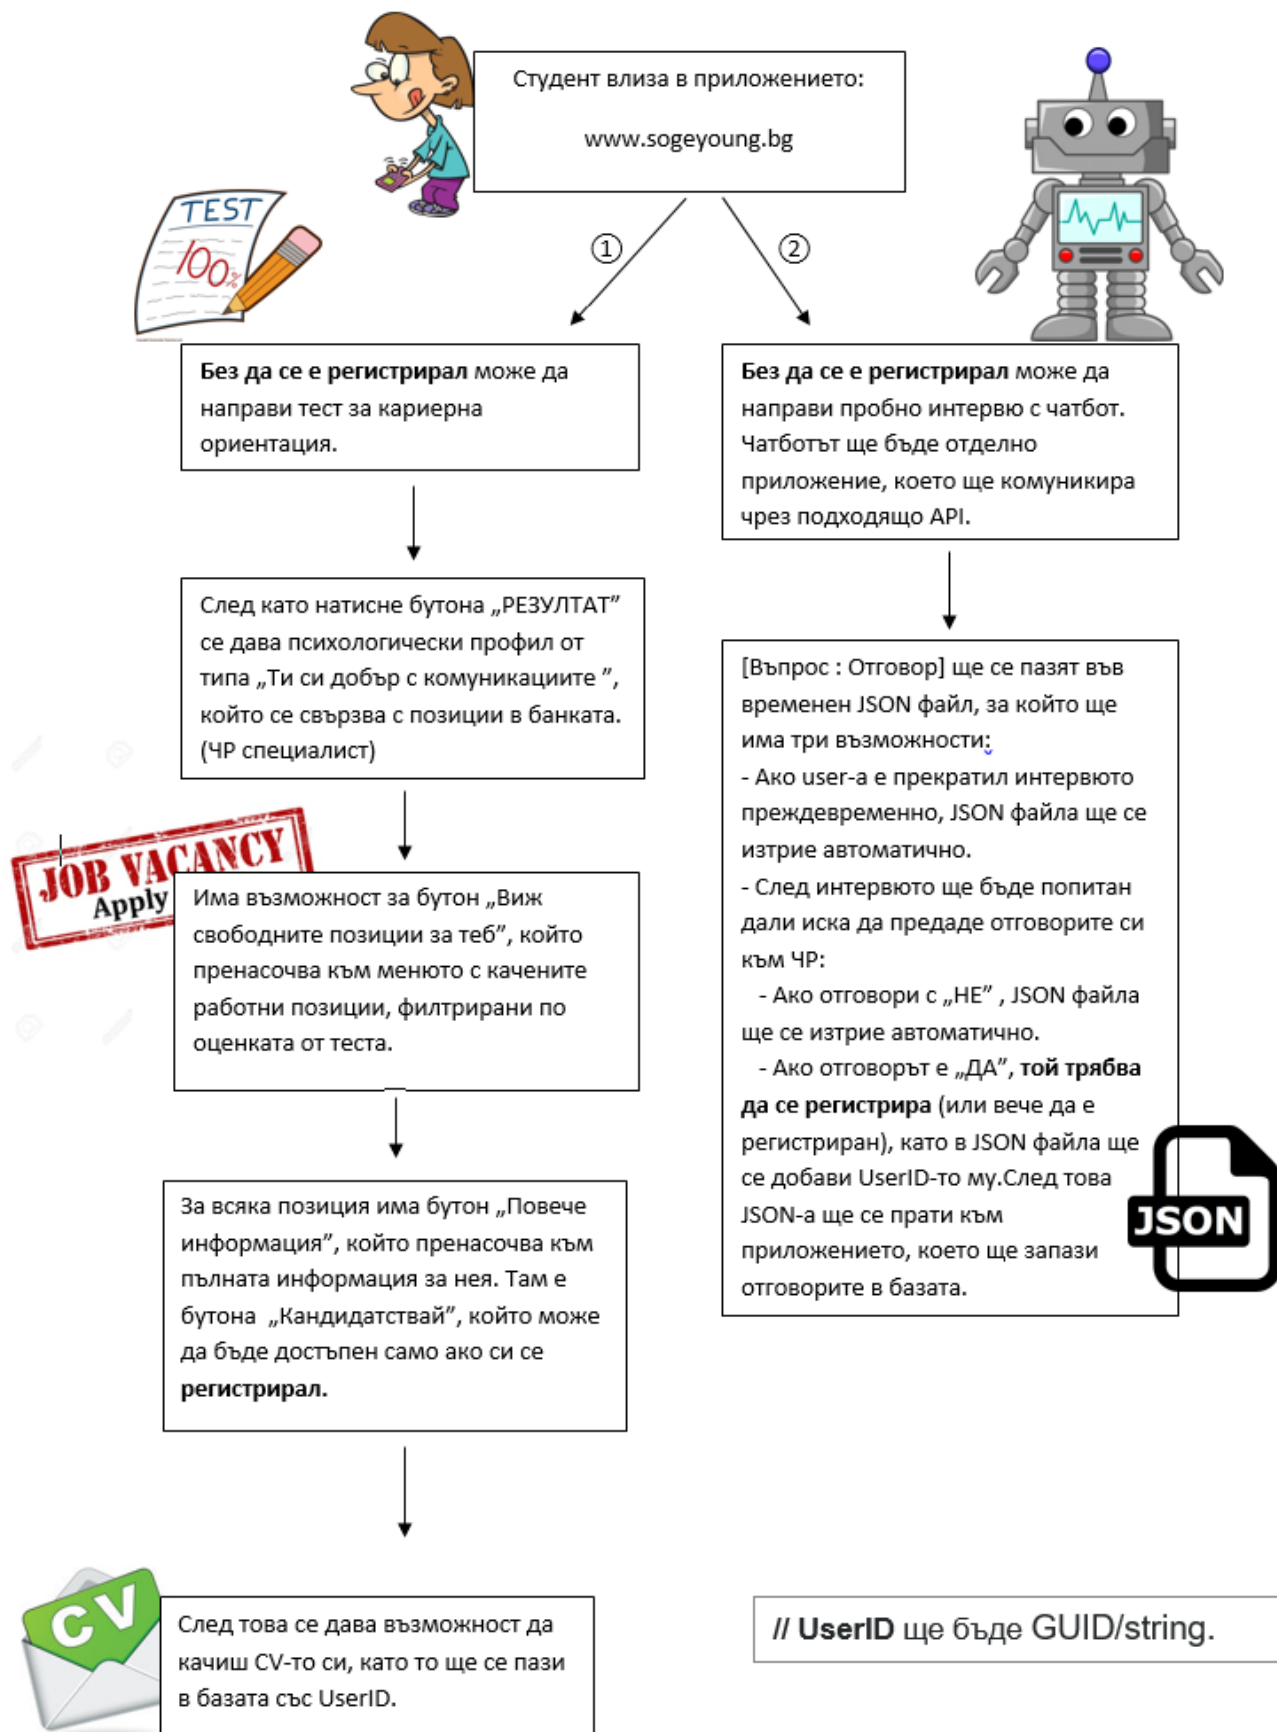 Студент влиза в приложението:
www.sogeyoung.bg
TEST
100%
1
2
Без да се е регистрирал може да
направи тест за кариерна
ориентация.
След като натисне бутона „РЕЗУЛТАТ”
се дава психологически профил от
типа „Ти си добър с комуникациите ”,
който се свързва с позиции в банката.
(ЧР специалист)
JOB VACANCY
Apply
Има възможност за бутон „Виж
свободните позиции за теб”, който
пренасочва към менюто с качените
работни позиции, филтрирани по
оценката от теста.
За всяка позиция има бутон „Повече
информация”, който пренасочва към
пълната информация за нея. Там е
бутона „Кандидатствай”, който може
да бъде достъпен само ако си се
регистрирал.
CV
След това се дава възможност да
качиш CV-то си, като то ще се пази
в базата със UserID.
Без да се е регистрирал може да
направи пробно интервю с чатбот.
Чатботът ще бъде отделно
приложение, което ще комуникира
чрез подходящо API.
[Въпрос : Отговор] ще се пазят във
временен JSON файл, за който ще
има три възможности:
- Ако user-а е прекратил интервюто
преждевременно, JSON файла ще се
изтрие автоматично.
- След интервюто ще бъде попитан
дали иска да предаде отговорите си
към ЧР:
- Ако отговори с „НЕ” , JSON файла
ще се изтрие автоматично.
- Ако отговорът е „ДА”, той трябва
да се регистрира (или вече да е
регистриран), като в JSON файла ще
се добави UserID-то му.След това
JSON-а ще се прати към
приложението, което ще запази
отговорите в базата.
JSON
// UserID ще бъде GUID/string.